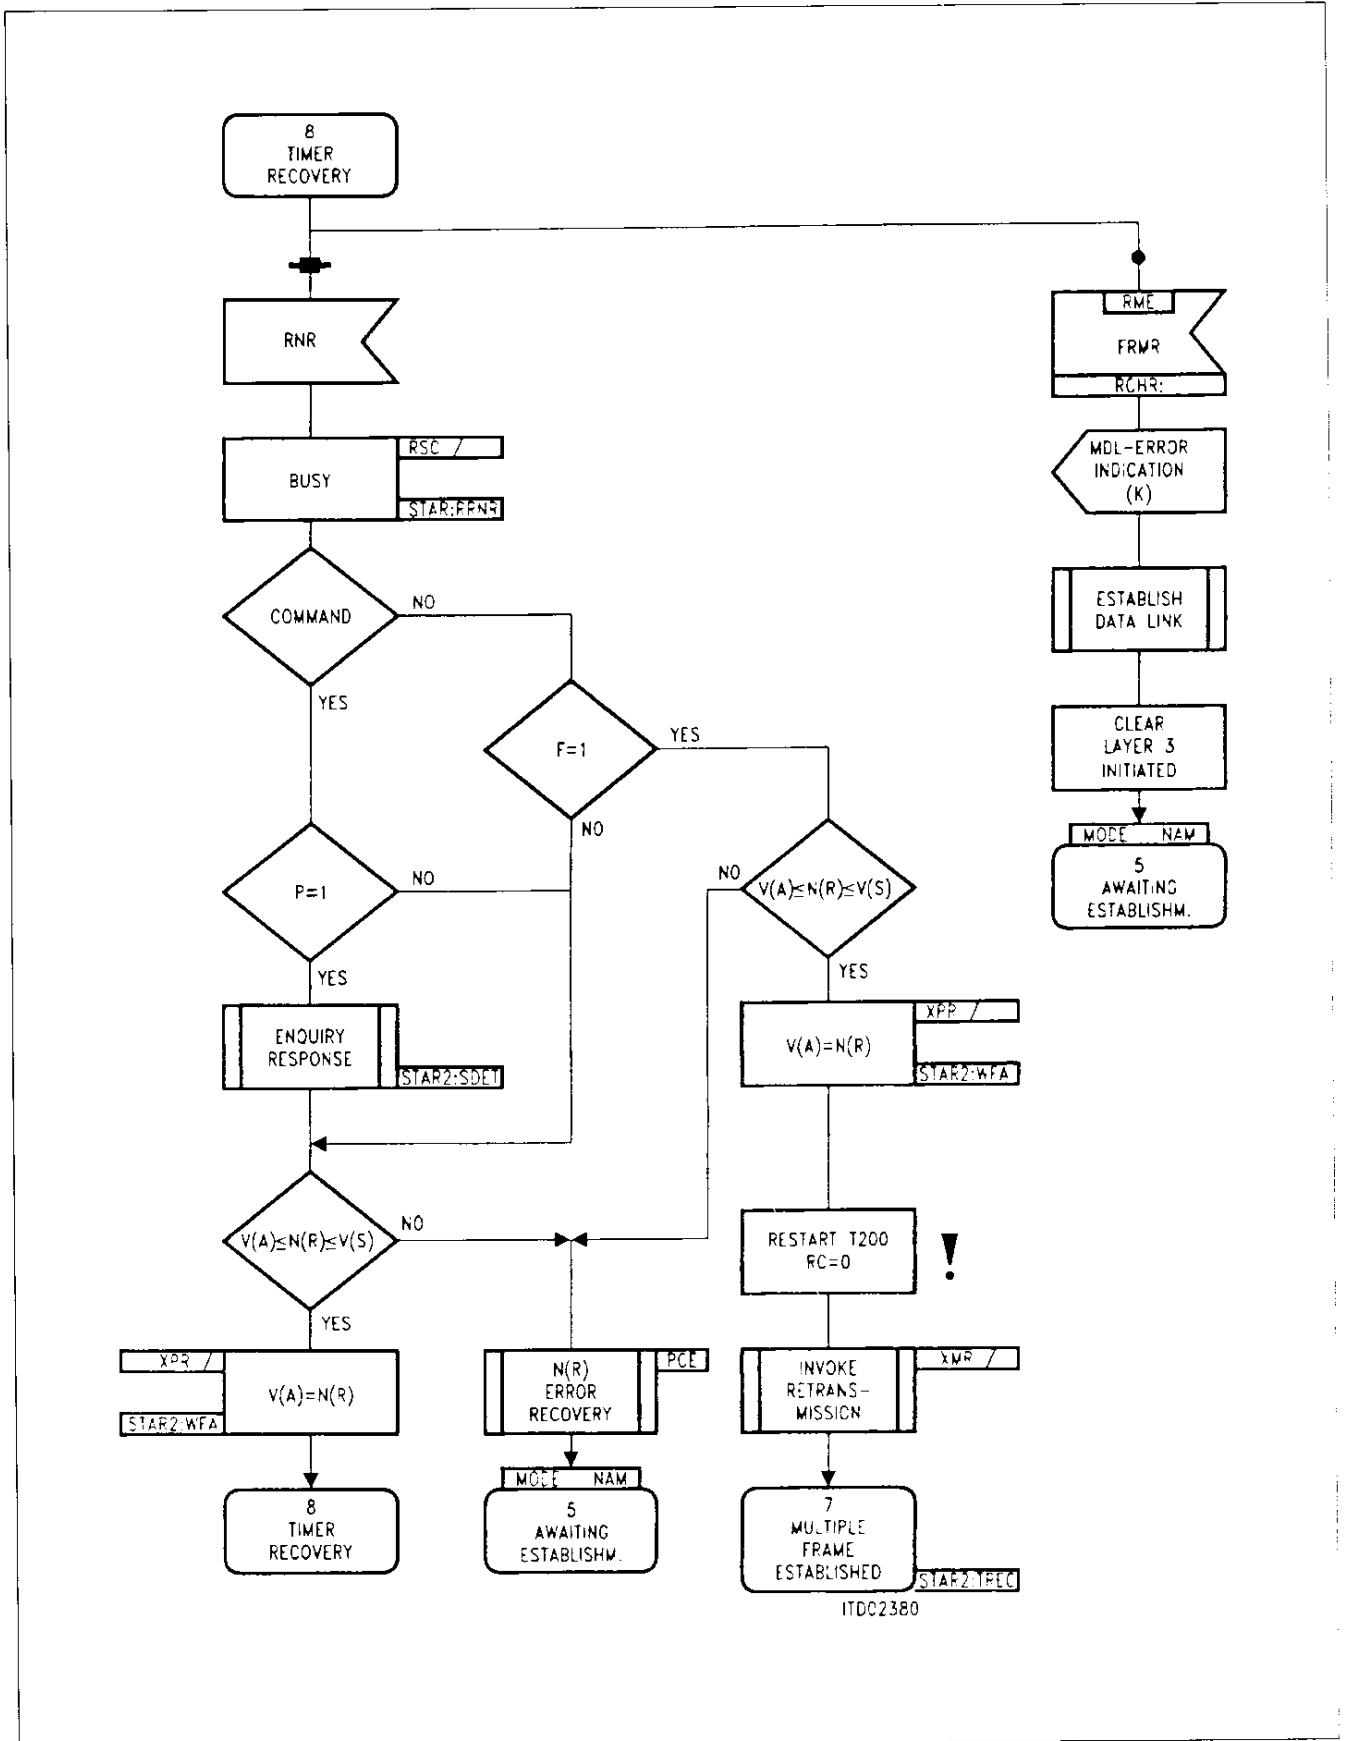 8
TIMER
RECOVERY
RNR
RME
FRMR
RCHR:
BUSY
RSC /
STAR:RRNR
MDL-ERROR
INDICATION
(K)
COMMAND
NO
YES
ESTABLISH
DATA LINK
F=1
YES
NO
CLEAR
LAYER 3
INITIATED
MODE NAM
5
AWAITING
ESTABLISHM.
P=1
NO
YES
V(A)≤N(R)≤V(S)
NO
YES
ENQUIRY
RESPONSE
STAR2:SDET
XPR /
V(A)=N(R)
STAR2:WFA
V(A)≤N(R)≤V(S)
NO
YES
RESTART T200
RC=0
!
XPR /
V(A)=N(R)
STAR2:WFA
N(R)
ERROR
RECOVERY
PCE
INVOKE
RETRANS-
MISSION
XMR /
8
TIMER
RECOVERY
MODE NAM
5
AWAITING
ESTABLISHM.
7
MULTIPLE
FRAME
ESTABLISHED
STAR2:TREC
ITD02380